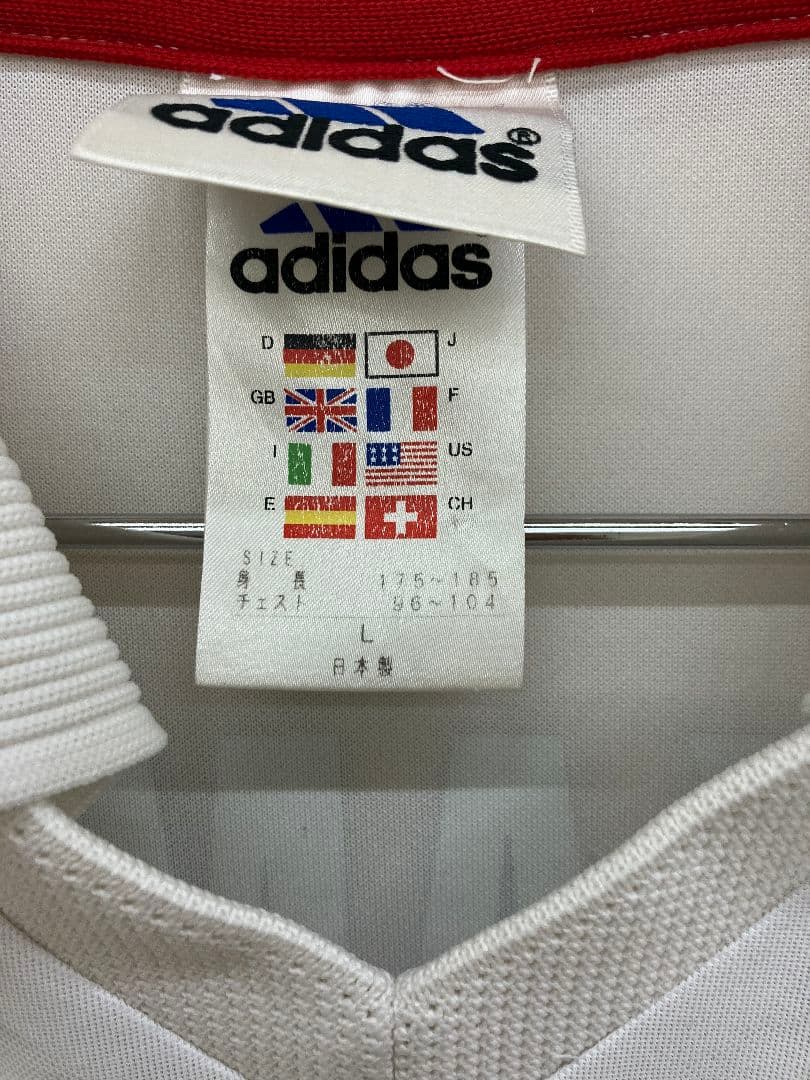 adidas®
adidas
D J
GB F
I US
E CH
SIZE
身長 175~185
チェスト 96~104
L
日本製